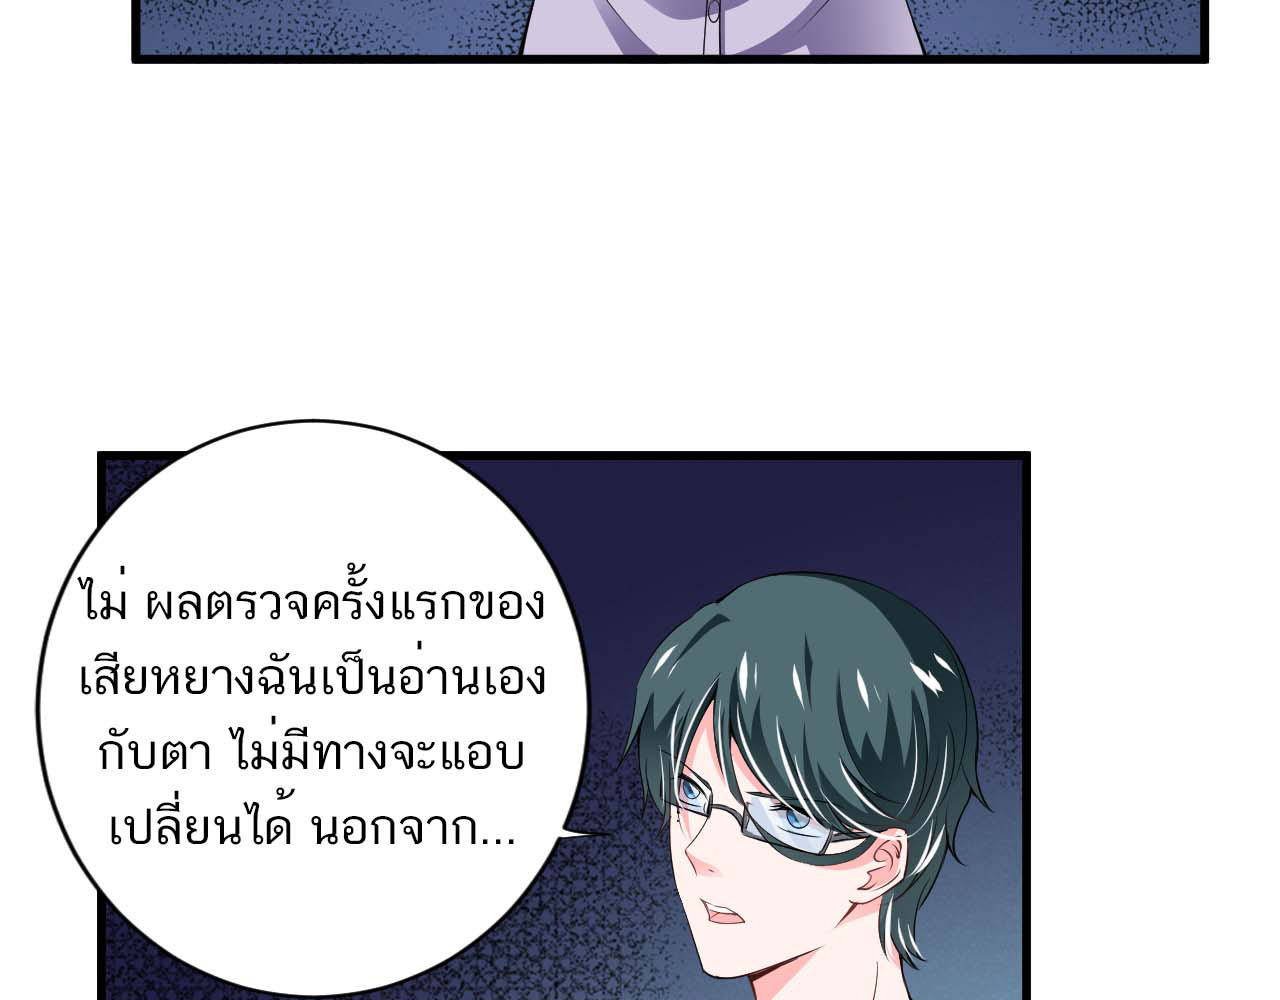 ไม่ ผลตรวจครั้งแรกของ
เสียหยางฉันเป็นอ่านเอง
กับตา ไม่มีทางจะแอบ
เปลี่ยนได้ นอกจาก...